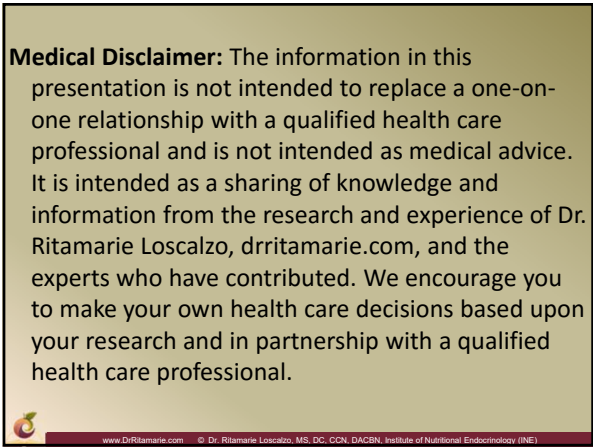 Medical Disclaimer: The information in this
presentation is not intended to replace a one-on-
one relationship with a qualified health care
professional and is not intended as medical advice.
It is intended as a sharing of knowledge and
information from the research and experience of Dr.
Ritamarie Loscalzo, drritamarie.com, and the
experts who have contributed. We encourage you
to make your own health care decisions based upon
your research and in partnership with a qualified
health care professional.
www.DrRitamarie.com © Dr. Ritamarie Loscalzo, MS, DC, CCN, DACBN, Institute of Nutritional Endocrinology (INE)